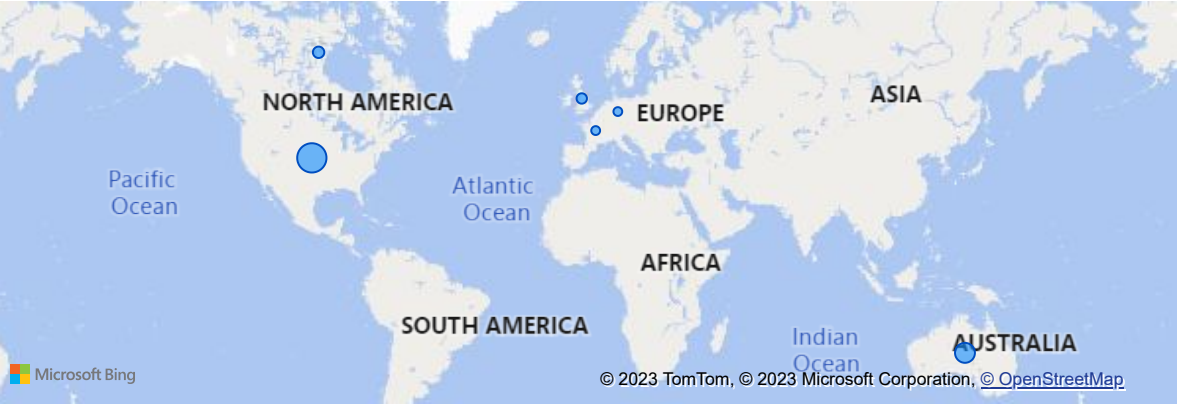 NORTH AMERICA
EUROPE
ASIA
Pacific
Ocean
Atlantic
Ocean
AFRICA
SOUTH AMERICA
Indian
Ocean
AUSTRALIA
Microsoft Bing
© 2023 TomTom, © 2023 Microsoft Corporation, © OpenStreetMap